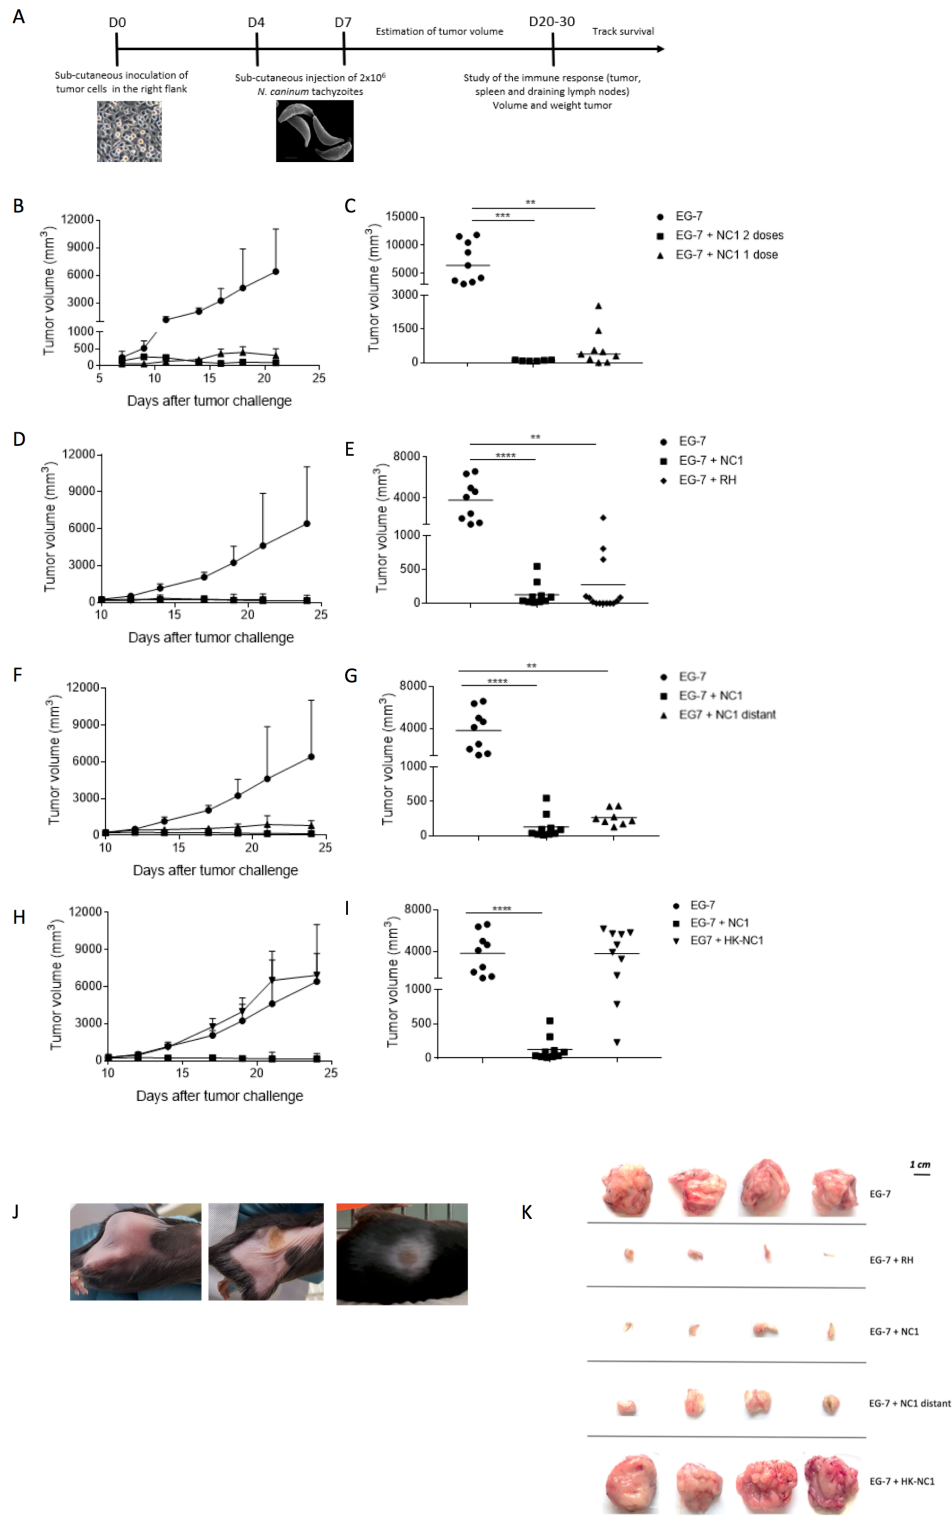 A
D0
D4
D7
D20-30
Estimation of tumor volume
Track survival
Sub-cutaneous inoculation of
tumor cells in the right flank
Sub-cutaneous injection of 2x10⁶
N. caninum tachyzoites
Study of the immune response (tumor,
spleen and draining lymph nodes)
Volume and weight tumor
B
Tumor volume (mm³)
12000
9000
6000
3000
1000
500
0
5
10
15
20
25
Days after tumor challenge
C
Tumor volume (mm³)
15000
10000
5000
3000
1500
0
**
***
EG-7
EG-7 + NC1 2 doses
EG-7 + NC1 1 dose
D
Tumor volume (mm³)
12000
9000
6000
3000
0
10
15
20
25
Days after tumor challenge
E
Tumor volume (mm³)
8000
4000
1000
500
0
**
****
EG-7
EG-7 + NC1
EG-7 + RH
F
Tumor volume (mm³)
12000
9000
6000
3000
0
10
15
20
25
Days after tumor challenge
G
Tumor volume (mm³)
8000
4000
1000
500
0
**
****
EG-7
EG-7 + NC1
EG7 + NC1 distant
H
Tumor volume (mm³)
12000
9000
6000
3000
0
10
15
20
25
Days after tumor challenge
I
Tumor volume (mm³)
8000
4000
1000
500
0
****
EG-7
EG-7 + NC1
EG7 + HK-NC1
J
K
1 cm
EG-7
EG-7 + RH
EG-7 + NC1
EG-7 + NC1 distant
EG-7 + HK-NC1